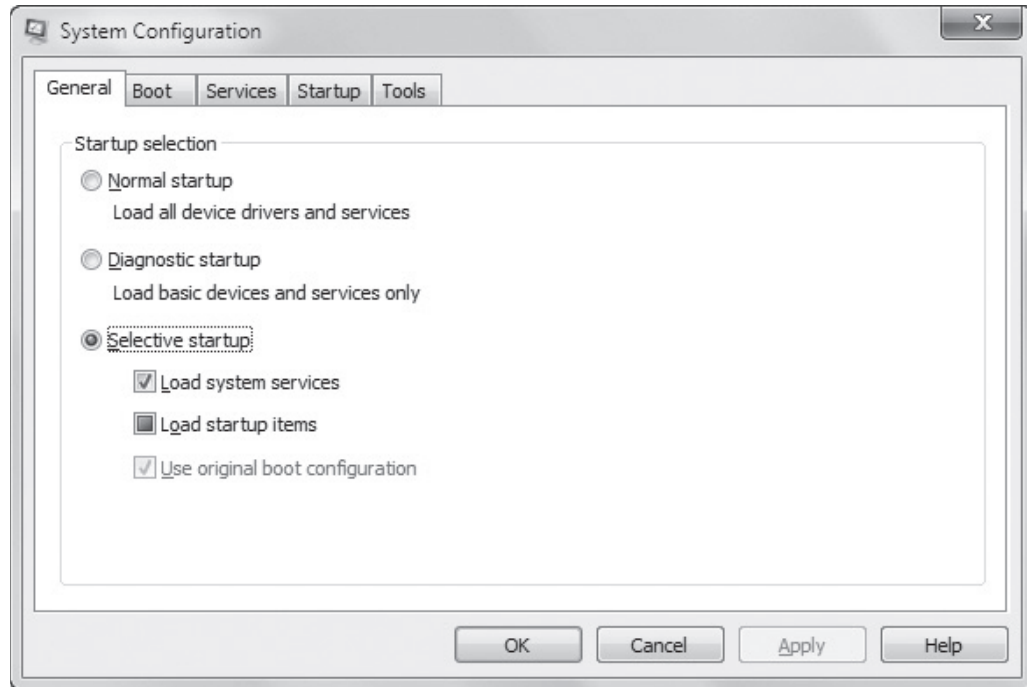 System Configuration
General Boot Services Startup Tools
Startup selection
Normal startup
Load all device drivers and services
Diagnostic startup
Load basic devices and services only
Selective startup
Load system services
Load startup items
Use original boot configuration
OK Cancel Apply Help